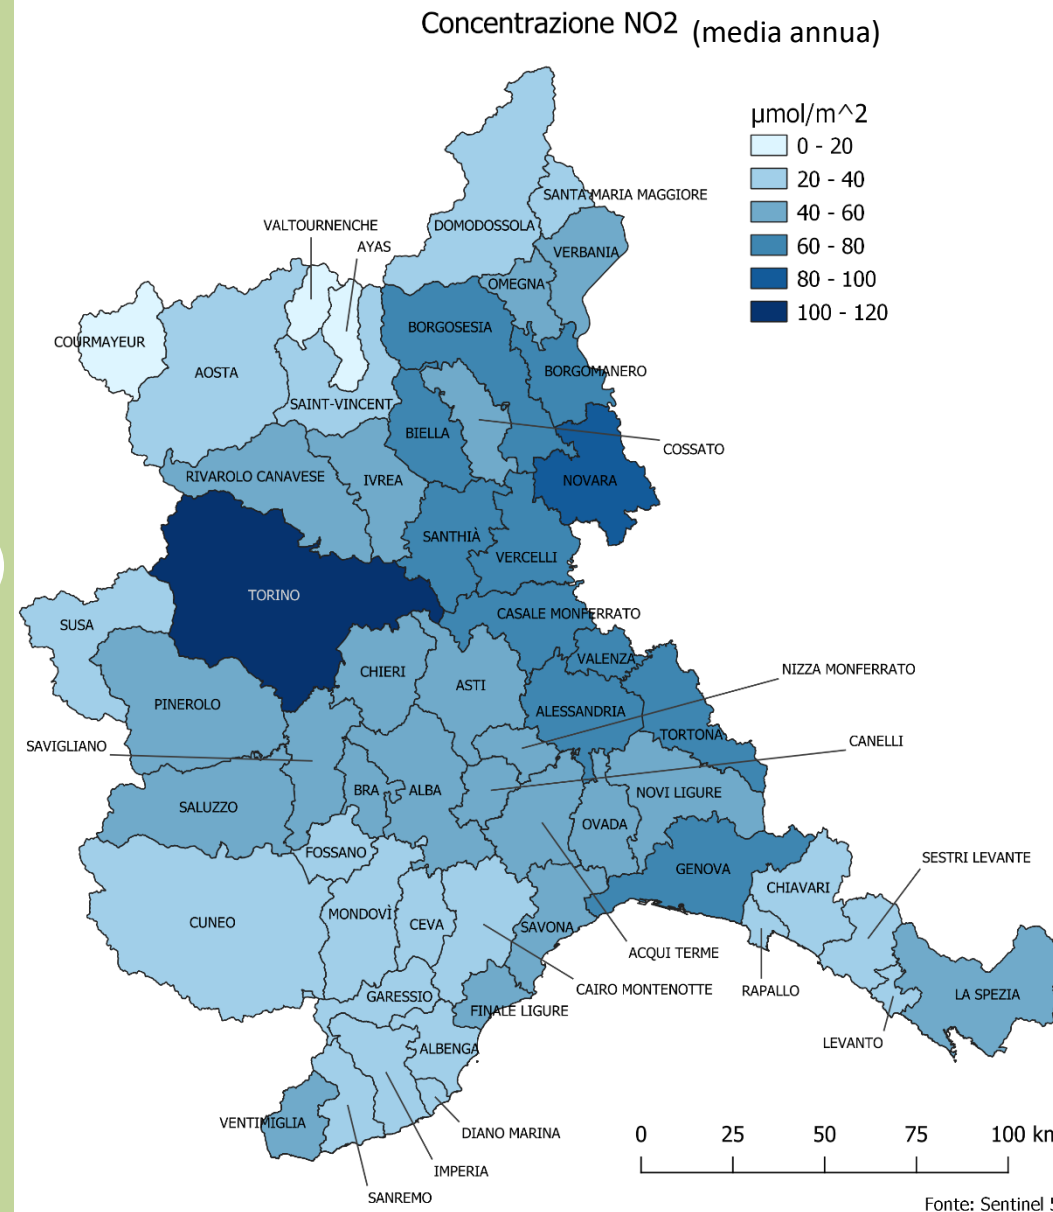 Concentrazione NO2 (media annua)
µmol/m^2
0 - 20
20 - 40
40 - 60
60 - 80
80 - 100
100 - 120
SANTA MARIA MAGGIORE
VALTOURNENCHE
DOMODOSSOLA
AYAS
VERBANIA
OMEGNA
BORGOSESIA
COURMAYEUR
AOSTA
BORGOMANERO
SAINT-VINCENT
BIELLA
COSSATO
RIVAROLO CANAVESE
IVREA
NOVARA
SANTHIÀ
VERCELLI
TORINO
CASALE MONFERRATO
SUSA
VALENZA
CHIERI
NIZZA MONFERRATO
ASTI
PINEROLO
ALESSANDRIA
TORTONA
CANELLI
SAVIGLIANO
BRA
ALBA
NOVI LIGURE
SALUZZO
OVADA
FOSSANO
SESTRI LEVANTE
GENOVA
CHIAVARI
MONDOVÌ
CUNEO
CEVA
SAVONA
ACQUI TERME
CAIRO MONTENOTTE
RAPALLO
GARESSIO
LA SPEZIA
FINALE LIGURE
LEVANTO
ALBENGA
VENTIMIGLIA
DIANO MARINA
0 25 50 75 100 km
IMPERIA
SANREMO
Fonte: Sentinel 5